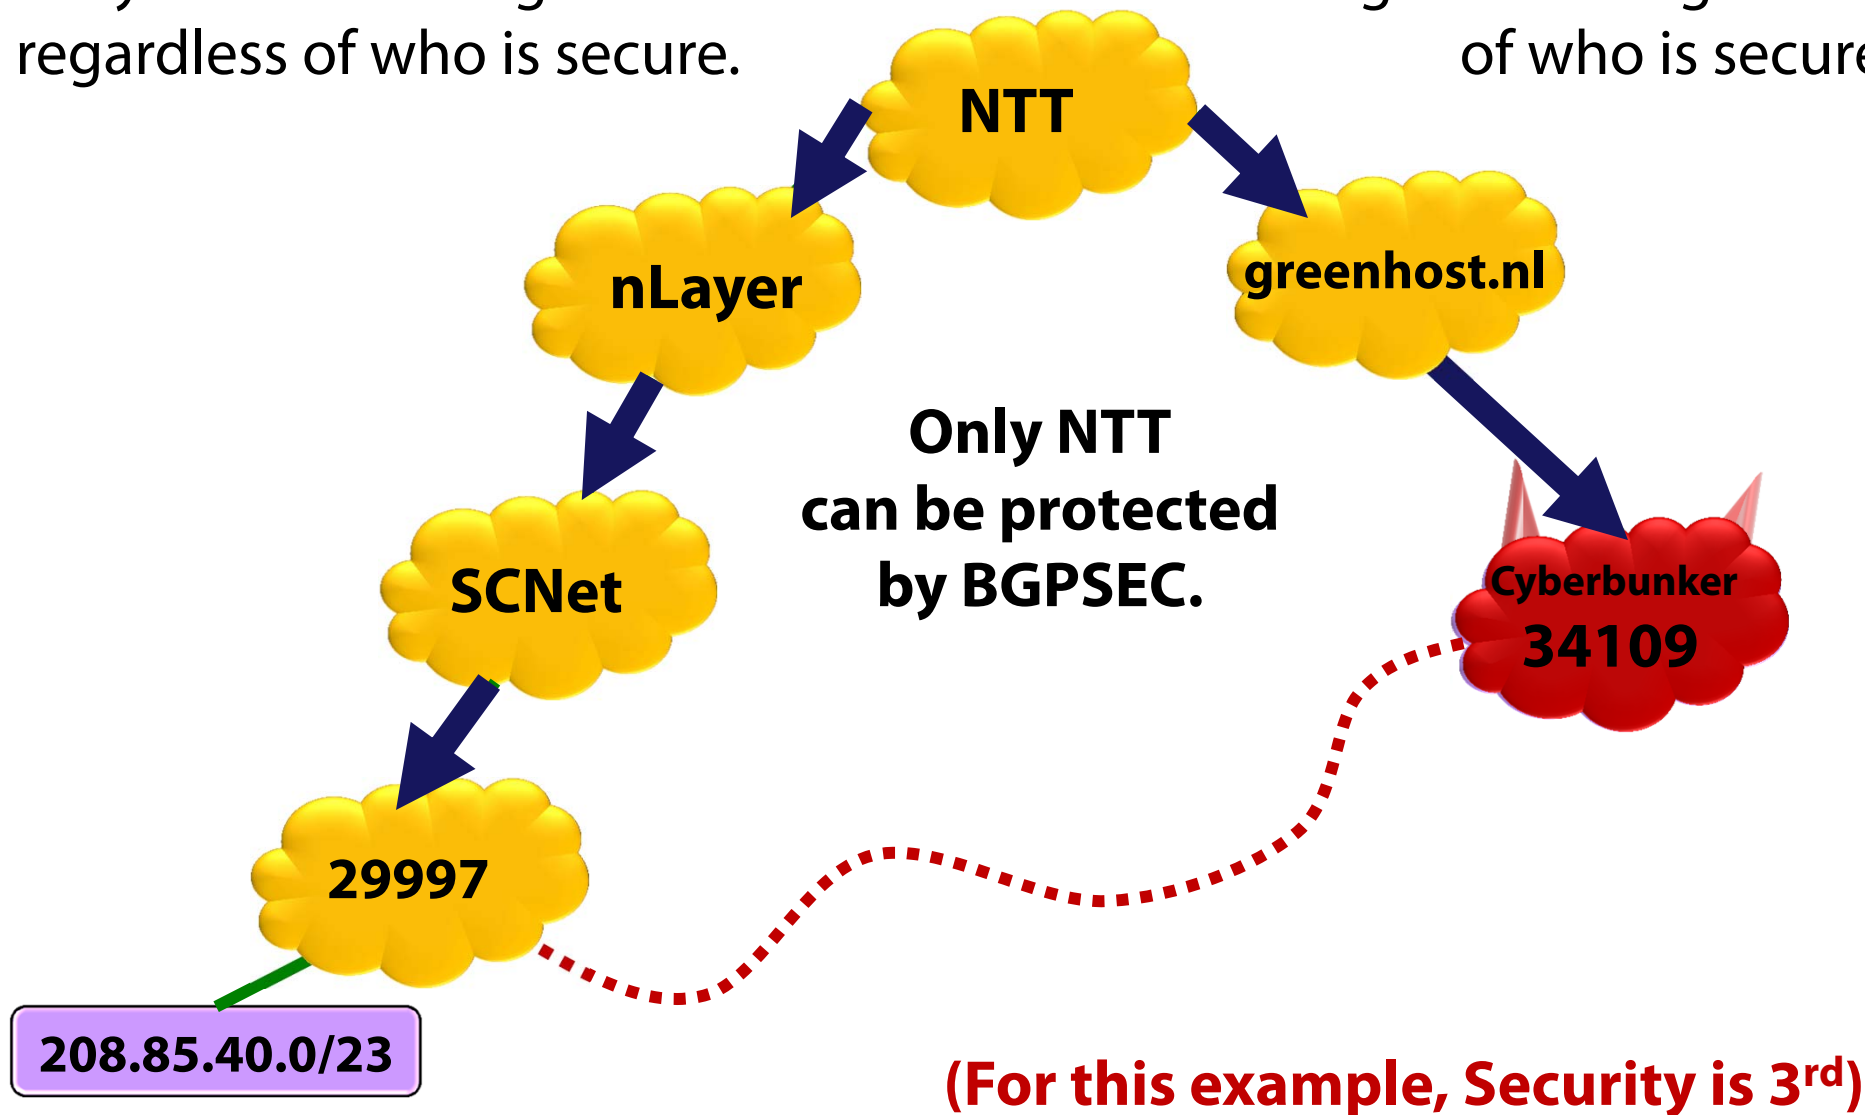 regardless of who is secure.
of who is secure
NTT
nLayer
greenhost.nl
Only NTT
can be protected
by BGPSEC.
SCNet
Cyberbunker
34109
29997
208.85.40.0/23
(For this example, Security is 3rd)